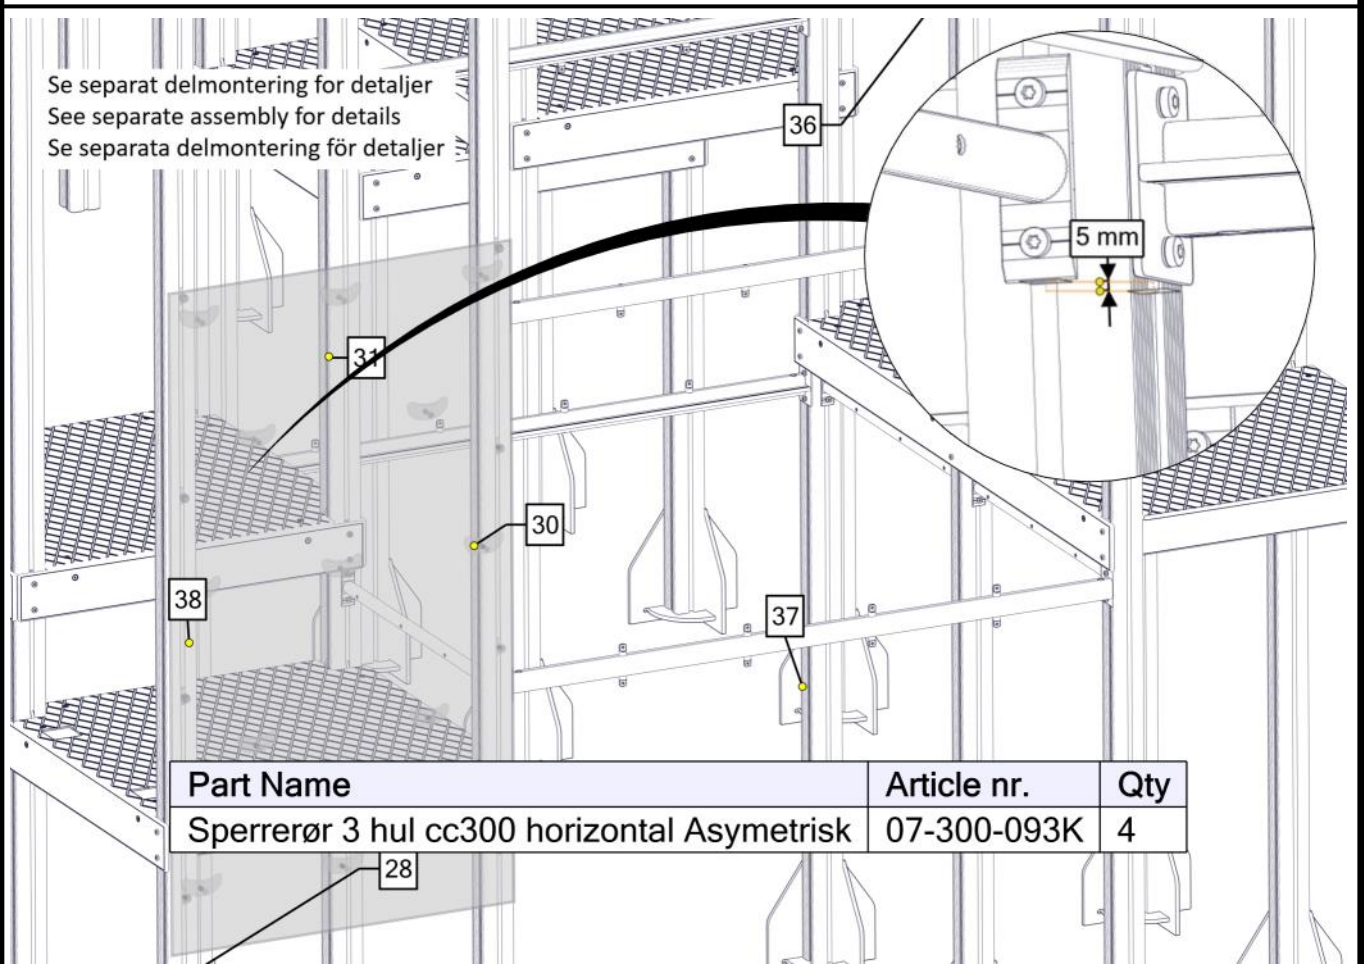 Se separat delmontering for detaljer
See separate assembly for details
Se separata delmontering för detaljer
36
5 mm
31
30
38
37
Part Name Article nr. Qty
Sperrerør 3 hul cc300 horizontal Asymetrisk 07-300-093K 4
28